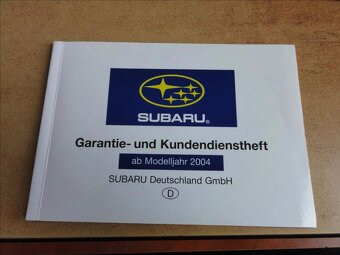 SUBARU®
Garantie- und Kundendienstheft
ab Modelljahr 2004
SUBARU Deutschland GmbH
D